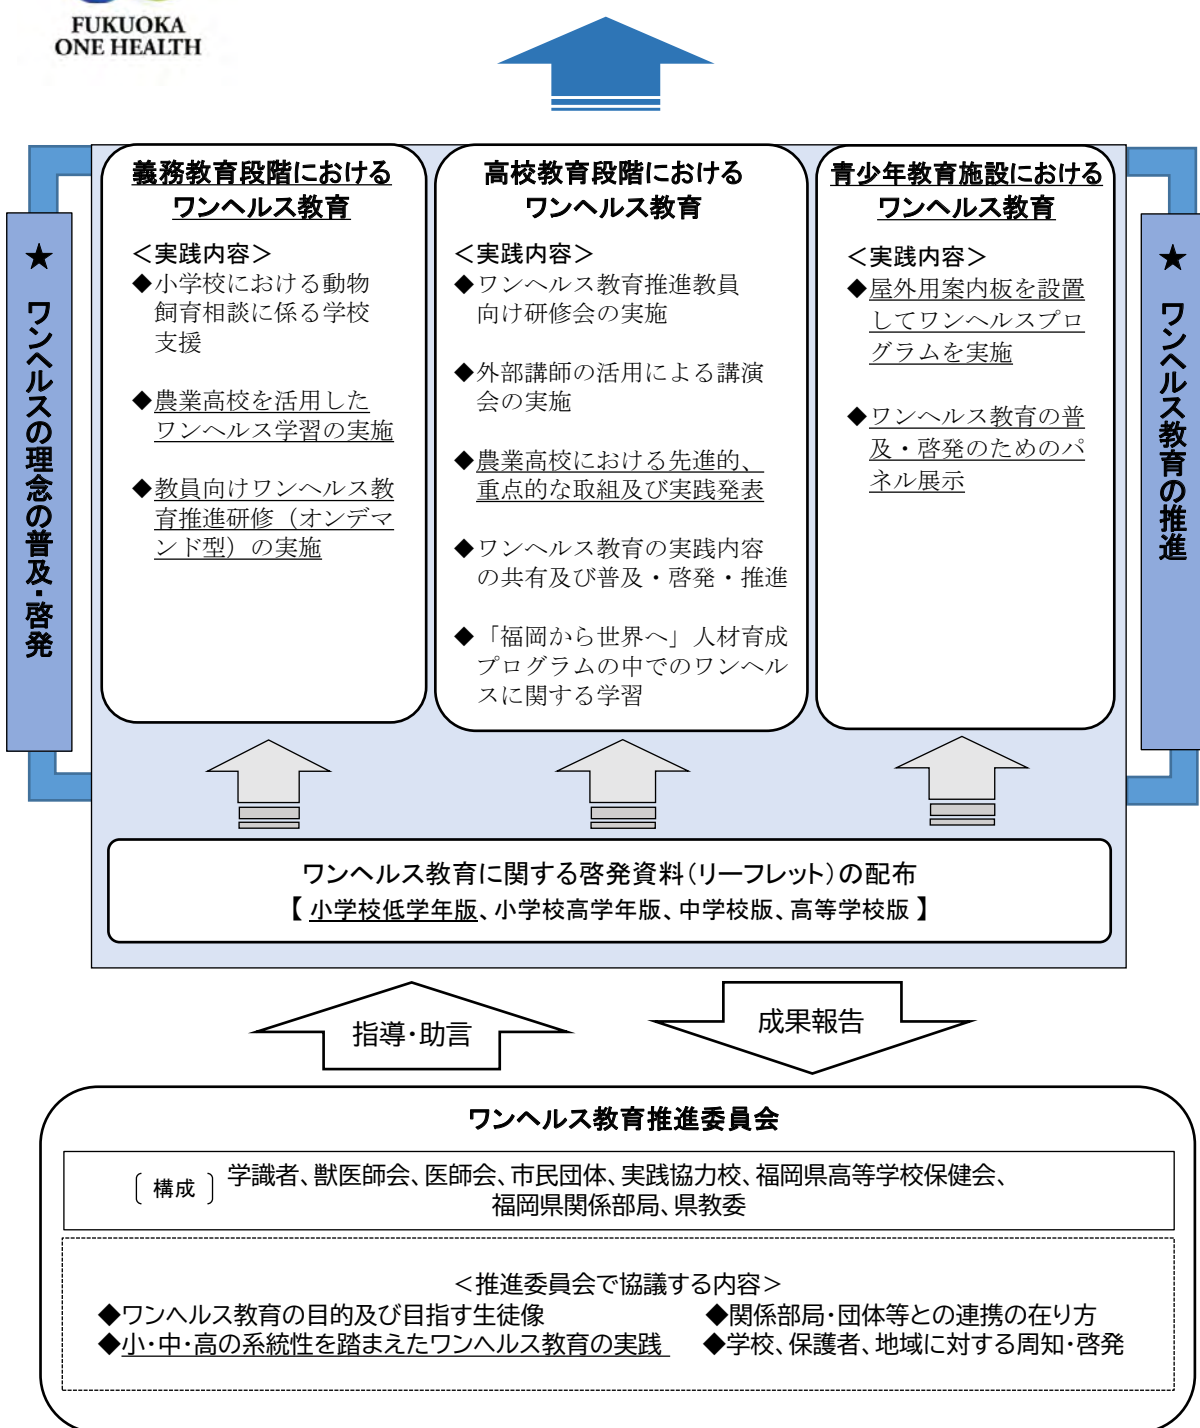 FUKUOKA
ONE HEALTH
★ ワンヘルスの理念の普及・啓発
義務教育段階における
ワンヘルス教育
＜実践内容＞
◆小学校における動物
飼育相談に係る学校
支援
◆農業高校を活用した
ワンヘルス学習の実施
◆教員向けワンヘルス教
育推進研修（オンデマ
ンド型）の実施
高校教育段階における
ワンヘルス教育
＜実践内容＞
◆ワンヘルス教育推進教員
向け研修会の実施
◆外部講師の活用による講演
会の実施
◆農業高校における先進的、
重点的な取組及び実践発表
◆ワンヘルス教育の実践内容
の共有及び普及・啓発・推進
◆「福岡から世界へ」人材育成
プログラムの中でのワンヘル
スに関する学習
青少年教育施設における
ワンヘルス教育
＜実践内容＞
◆屋外用案内板を設置
してワンヘルスプロ
グラムを実施
◆ワンヘルス教育の普
及・啓発のためのパ
ネル展示
★ ワンヘルス教育の推進
ワンヘルス教育に関する啓発資料（リーフレット）の配布
【 小学校低学年版、小学校高学年版、中学校版、高等学校版 】
指導・助言
成果報告
ワンヘルス教育推進委員会
〔 構成 〕 学識者、獣医師会、医師会、市民団体、実践協力校、福岡県高等学校保健会、
福岡県関係部局、県教委
＜推進委員会で協議する内容＞
◆ワンヘルス教育の目的及び目指す生徒像 ◆関係部局・団体等との連携の在り方
◆小・中・高の系統性を踏まえたワンヘルス教育の実践 ◆学校、保護者、地域に対する周知・啓発